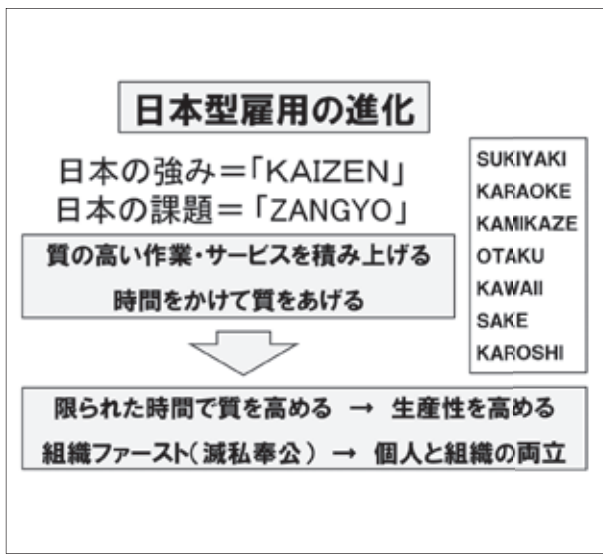 日本型雇用の進化
日本の強み=「KAIZEN」
日本の課題=「ZANGYO」
質の高い作業・サービスを積み上げる
時間をかけて質をあげる
SUKIYAKI
KARAOKE
KAMIKAZE
OTAKU
KAWAII
SAKE
KAROSHI
限られた時間で質を高める → 生産性を高める
組織ファースト(滅私奉公) → 個人と組織の両立